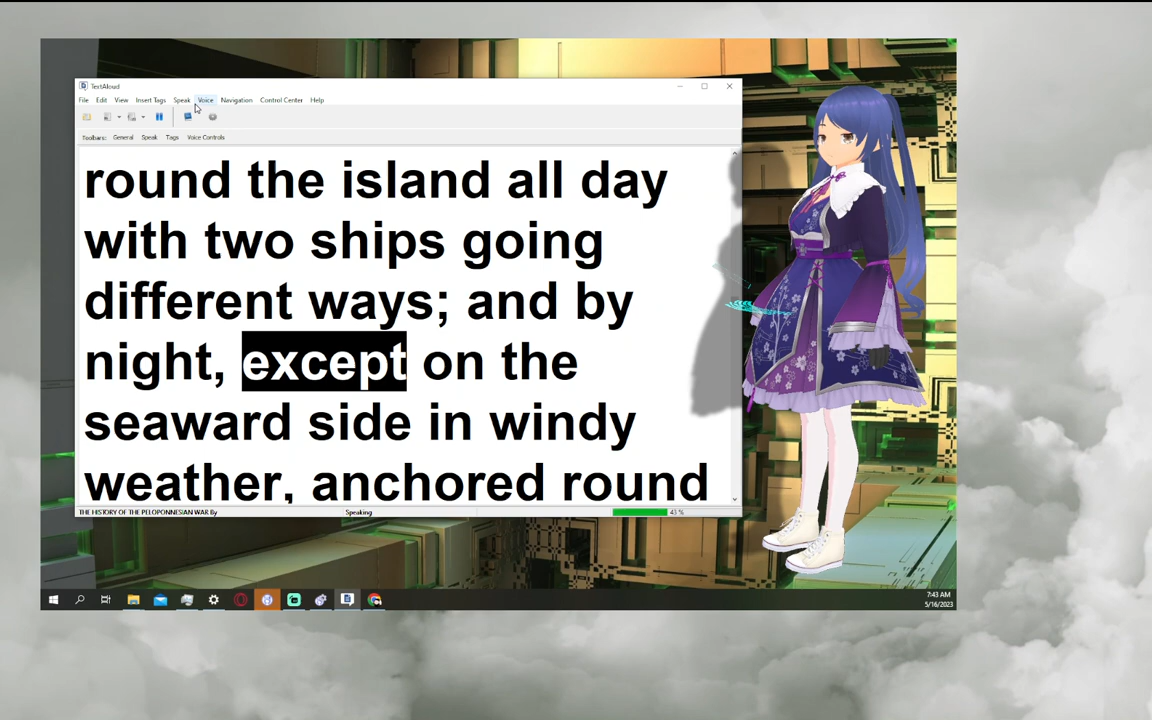 TextAloud
File Edit View Insert Tags Speak Voice Navigation Control Center Help
Toolbars: General Speak Tags Voice Controls
round the island all day
with two ships going
different ways; and by
night, except on the
seaward side in windy
weather, anchored round
THE HISTORY OF THE PELOPONNESIAN WAR By Speaking 43 %
7:43 AM
5/16/2023